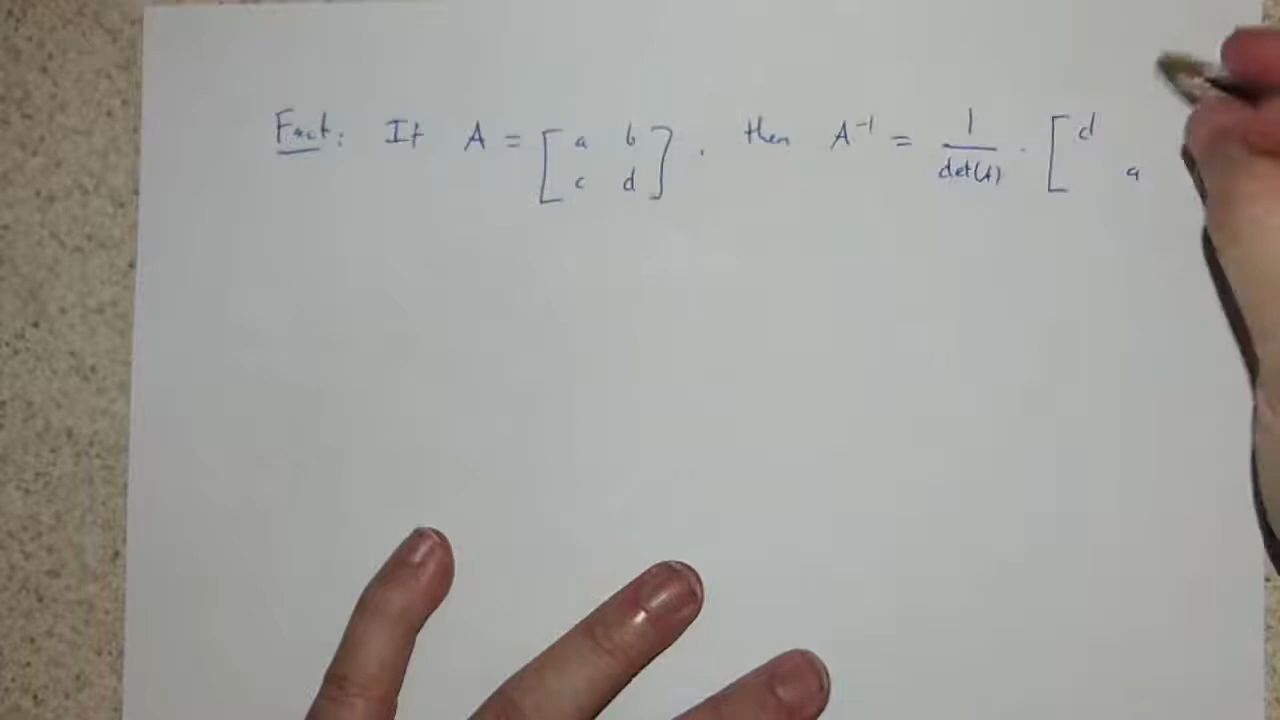 Fact: If A = [a b; c d], then A⁻¹ = 1/det(A) · [d a